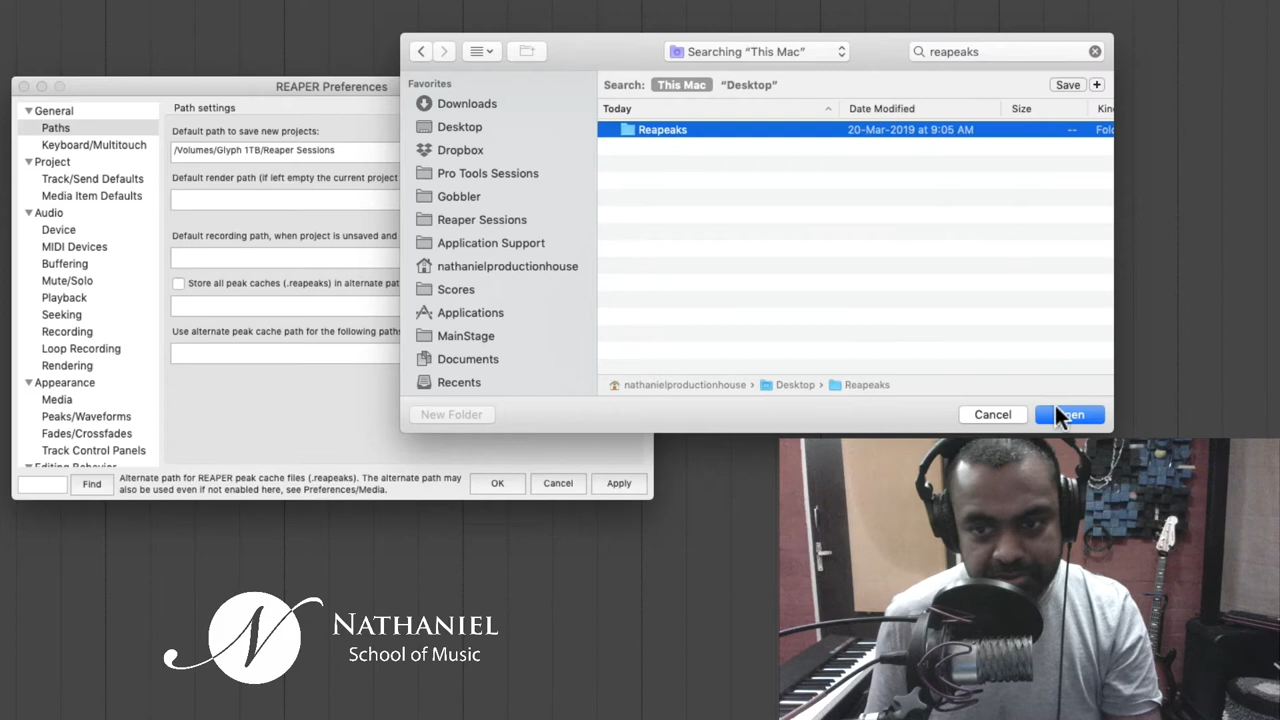 Searching “This Mac”
reapeaks
Favorites
Downloads
Desktop
Dropbox
Pro Tools Sessions
Gobbler
Reaper Sessions
Application Support
nathanielproductionhouse
Scores
Applications
MainStage
Documents
Recents
Search: This Mac “Desktop” Save +
Today Date Modified Size
Reapeaks 20-Mar-2019 at 9:05 AM --
nathanielproductionhouse › Desktop › Reapeaks
New Folder Cancel
REAPER Preferences
General
Paths
Keyboard/Multitouch
Project
Track/Send Defaults
Media Item Defaults
Audio
Device
MIDI Devices
Buffering
Mute/Solo
Playback
Seeking
Recording
Loop Recording
Rendering
Appearance
Media
Peaks/Waveforms
Fades/Crossfades
Track Control Panels
Editing Behavior
Path settings
Default path to save new projects:
/Volumes/Glyph 1TB/Reaper Sessions
Default render path (if left empty the current project
Default recording path, when project is unsaved and
Store all peak caches (.reapeaks) in alternate pat
Use alternate peak cache path for the following paths
Find
Alternate path for REAPER peak cache files (.reapeaks). The alternate path may
also be used even if not enabled here, see Preferences/Media.
OK Cancel Apply
N NATHANIEL
School of Music